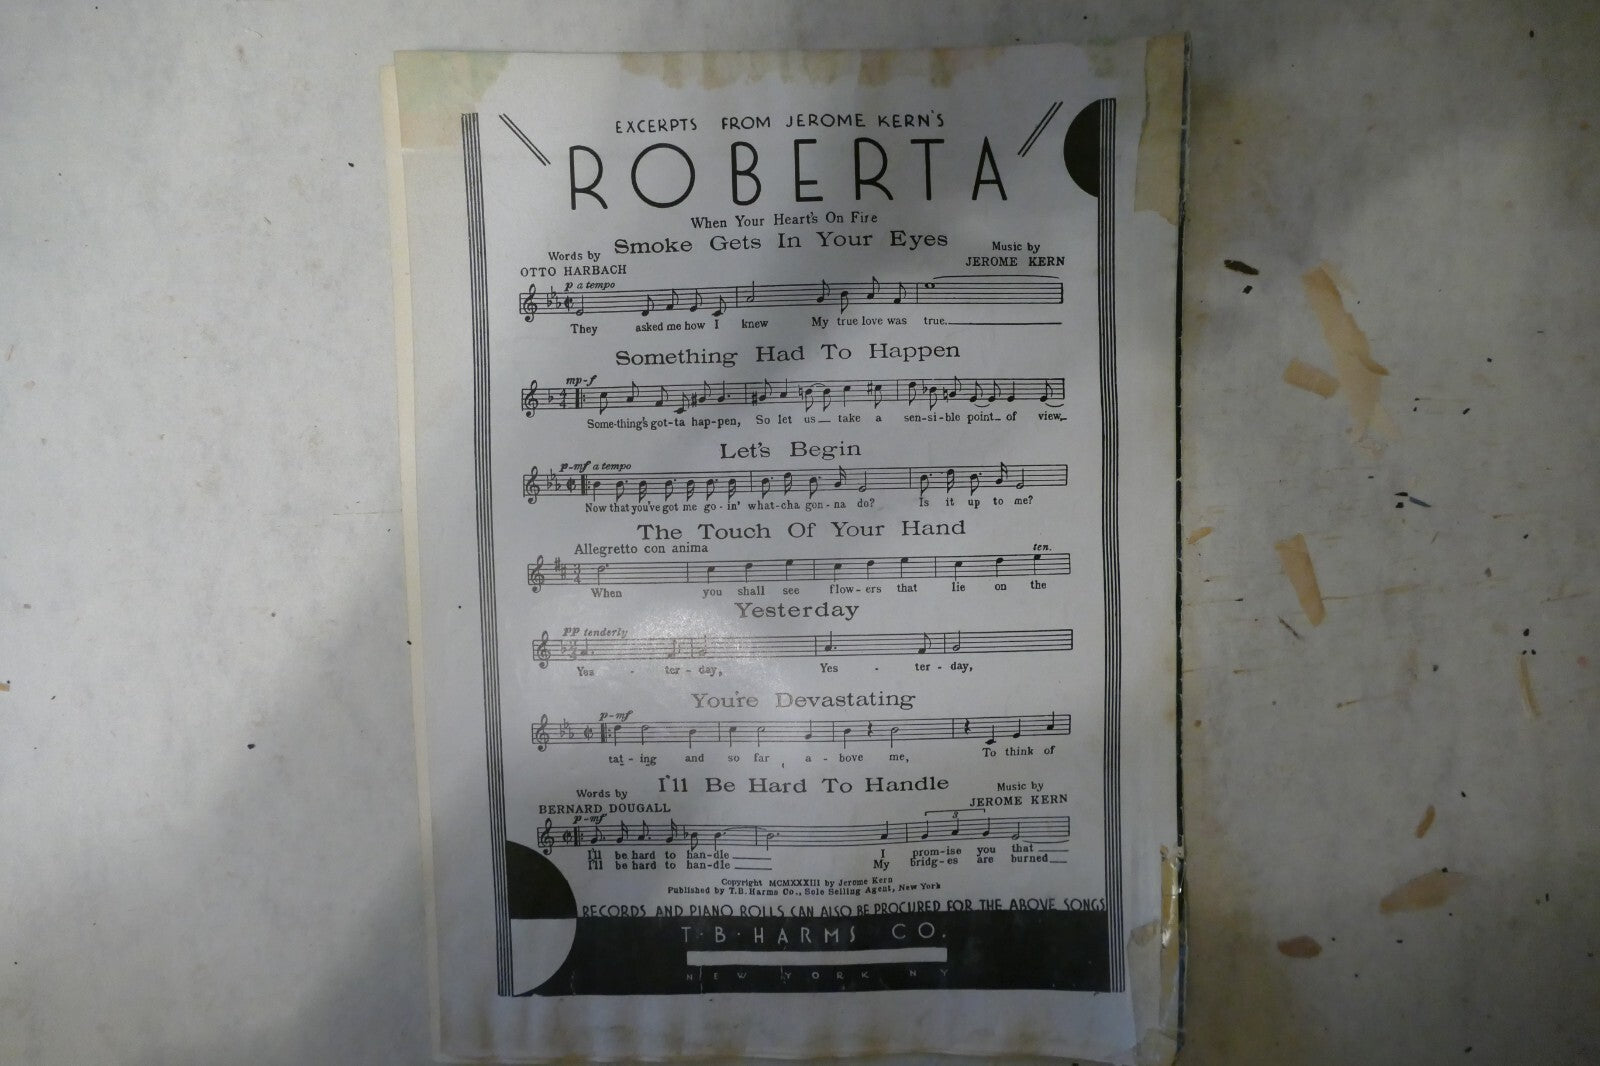 EXCERPTS FROM JEROME KERN'S
ROBERTA
When Your Heart's On Fire
Smoke Gets In Your Eyes
Words by
OTTO HARBACH
Music by
JEROME KERN
p a tempo
They asked me how I knew My true love was true.
Something Had To Happen
mp-f
Some-thing's got-ta hap-pen, So let us take a sen-si-ble point of view
Let's Begin
p-mf a tempo
Now that you've got me go-in' what-cha gon-na do? Is it up to me?
The Touch Of Your Hand
Allegretto con anima
ten.
When you shall see flow-ers that lie on the
Yesterday
pp tenderly
Yes - ter - day, Yes - ter - day,
You're Devastating
p-mf
tat - ing and so far, a - bove me, To think of
I'll Be Hard To Handle
Words by
BERNARD DOUGALL
Music by
JEROME KERN
p-mf
3
I'll be hard to han-dle I prom-ise you that
I'll be hard to han-dle My bridg-es are burned
Copyright MCMXXXIII by Jerome Kern
Published by T.B. Harms Co., Sole Selling Agent, New York
RECORDS AND PIANO ROLLS CAN ALSO BE PROCURED FOR THE ABOVE SONGS
T·B·HARMS CO.
NEW YORK NY